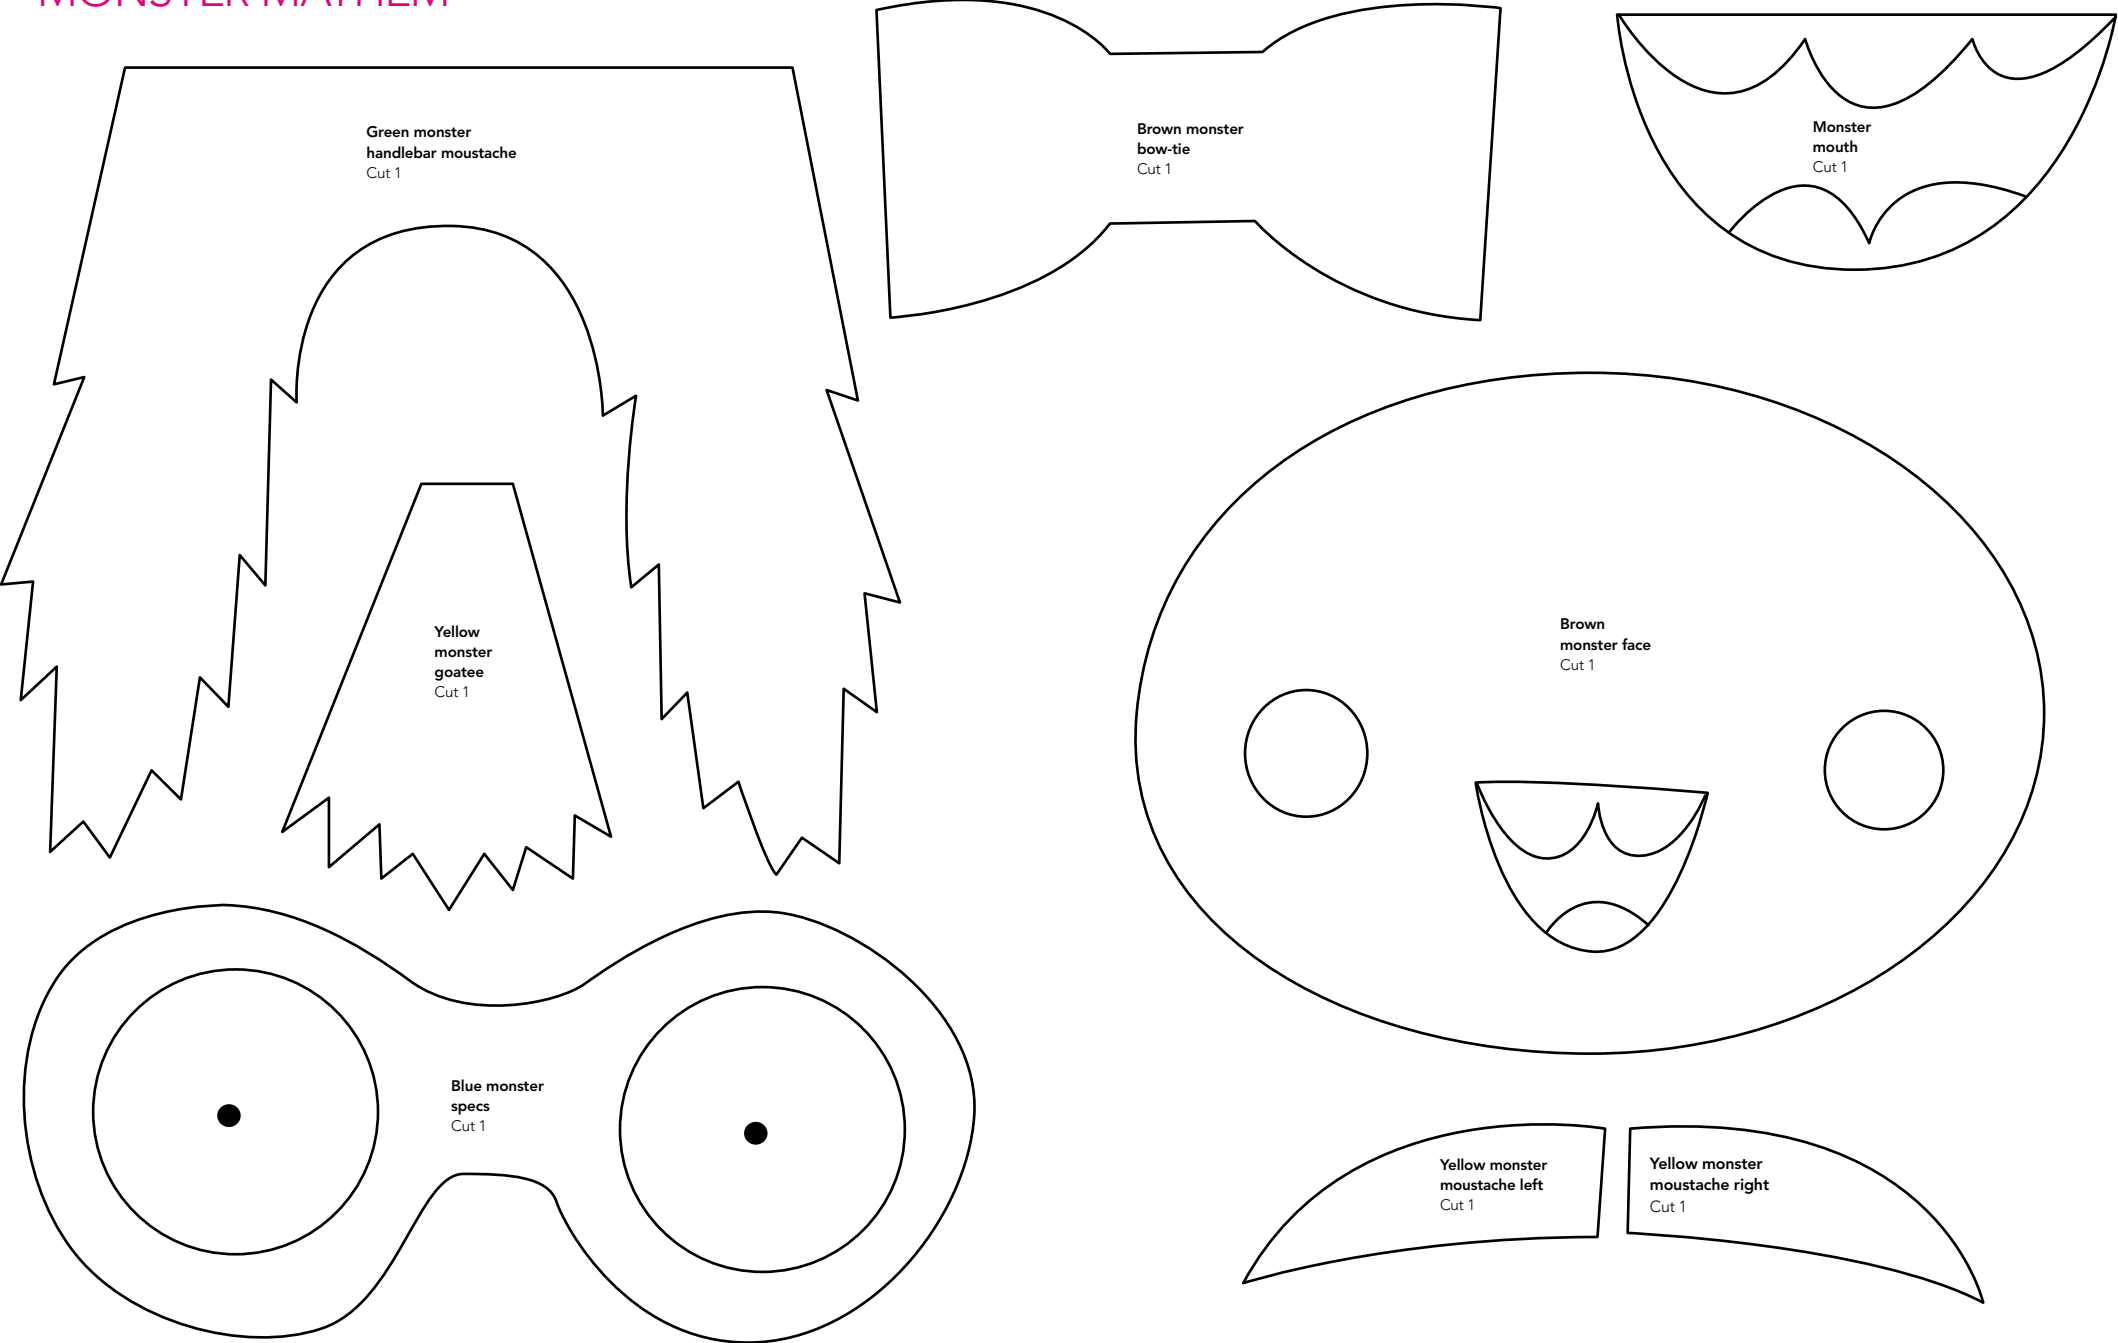 MONSTER MAYHEM
Green monster
handlebar moustache
Cut 1
Brown monster
bow-tie
Cut 1
Monster
mouth
Cut 1
Yellow
monster
goatee
Cut 1
Brown
monster face
Cut 1
Blue monster
specs
Cut 1
Yellow monster
moustache left
Cut 1
Yellow monster
moustache right
Cut 1